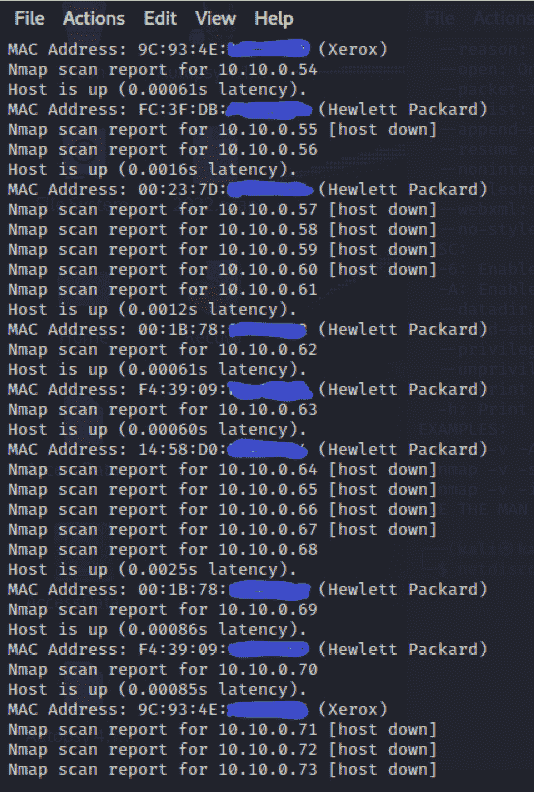 File Actions Edit View Help
MAC Address: 9C:93:4E: (Xerox)
Nmap scan report for 10.10.0.54
Host is up (0.00061s latency).
MAC Address: FC:3F:DB: (Hewlett Packard)
Nmap scan report for 10.10.0.55 [host down]
Nmap scan report for 10.10.0.56
Host is up (0.0016s latency).
MAC Address: 00:23:7D: (Hewlett Packard)
Nmap scan report for 10.10.0.57 [host down]
Nmap scan report for 10.10.0.58 [host down]
Nmap scan report for 10.10.0.59 [host down]
Nmap scan report for 10.10.0.60 [host down]
Nmap scan report for 10.10.0.61
Host is up (0.0012s latency).
MAC Address: 00:1B:78: (Hewlett Packard)
Nmap scan report for 10.10.0.62
Host is up (0.00061s latency).
MAC Address: F4:39:09: (Hewlett Packard)
Nmap scan report for 10.10.0.63
Host is up (0.00060s latency).
MAC Address: 14:58:D0: (Hewlett Packard)
Nmap scan report for 10.10.0.64 [host down]
Nmap scan report for 10.10.0.65 [host down]
Nmap scan report for 10.10.0.66 [host down]
Nmap scan report for 10.10.0.67 [host down]
Nmap scan report for 10.10.0.68
Host is up (0.0025s latency).
MAC Address: 00:1B:78: (Hewlett Packard)
Nmap scan report for 10.10.0.69
Host is up (0.00086s latency).
MAC Address: F4:39:09: (Hewlett Packard)
Nmap scan report for 10.10.0.70
Host is up (0.00085s latency).
MAC Address: 9C:93:4E: (Xerox)
Nmap scan report for 10.10.0.71 [host down]
Nmap scan report for 10.10.0.72 [host down]
Nmap scan report for 10.10.0.73 [host down]